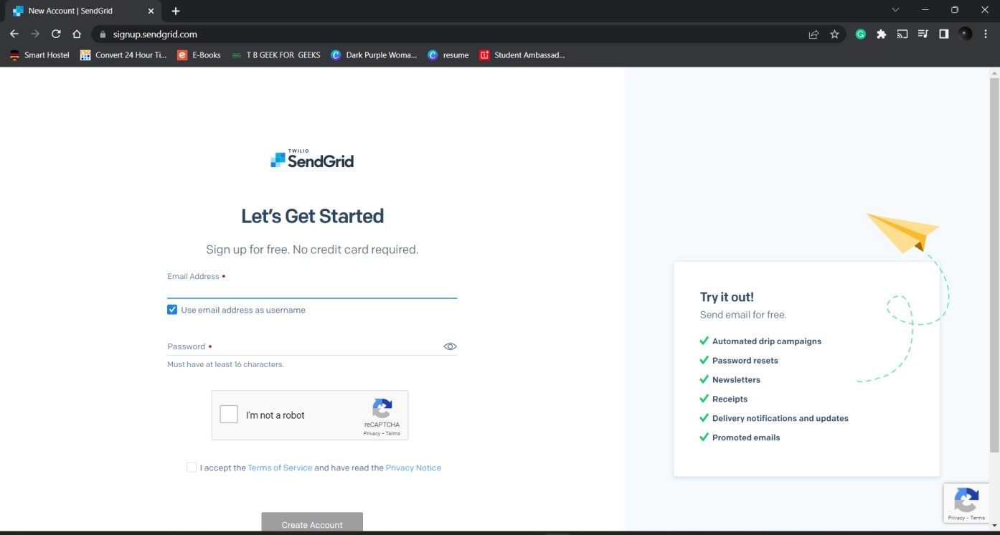 New Account | SendGrid
signup.sendgrid.com
Smart Hostel
Convert 24 Hour Ti...
E-Books
T B GEEK FOR GEEKS
Dark Purple Woma...
resume
Student Ambassad...
TWILIO
SendGrid
Let's Get Started
Sign up for free. No credit card required.
Email Address •
Use email address as username
Password •
Must have at least 16 characters.
I'm not a robot
reCAPTCHA
Privacy - Terms
I accept the Terms of Service and have read the Privacy Notice
Create Account
Try it out!
Send email for free.
Automated drip campaigns
Password resets
Newsletters
Receipts
Delivery notifications and updates
Promoted emails
Privacy - Terms